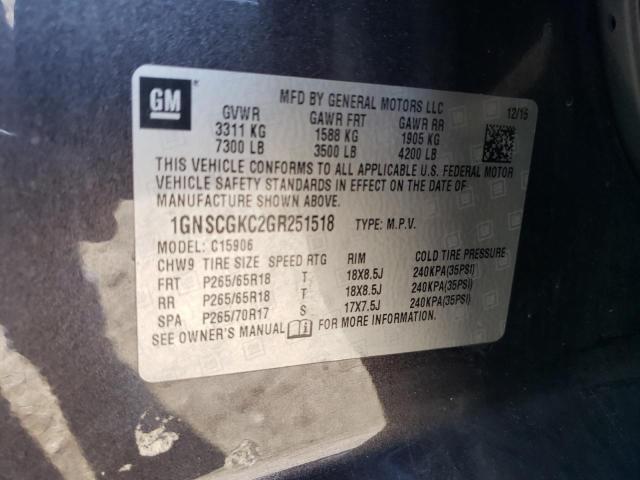 GM
MFD BY GENERAL MOTORS LLC
12/15
GVWR GAWR FRT GAWR RR
3311 KG 1588 KG 1905 KG
7300 LB 3500 LB 4200 LB
THIS VEHICLE CONFORMS TO ALL APPLICABLE U.S. FEDERAL MOTOR
VEHICLE SAFETY STANDARDS IN EFFECT ON THE DATE OF
MANUFACTURE SHOWN ABOVE.
1GNSCGKC2GR251518 TYPE: M.P.V.
MODEL: C15906
CHW9 TIRE SIZE SPEED RTG RIM COLD TIRE PRESSURE
FRT P265/65R18 T 18X8.5J 240KPA(35PSI)
RR P265/65R18 T 18X8.5J 240KPA(35PSI)
SPA P265/70R17 S 17X7.5J 240KPA(35PSI)
SEE OWNER'S MANUAL FOR MORE INFORMATION.